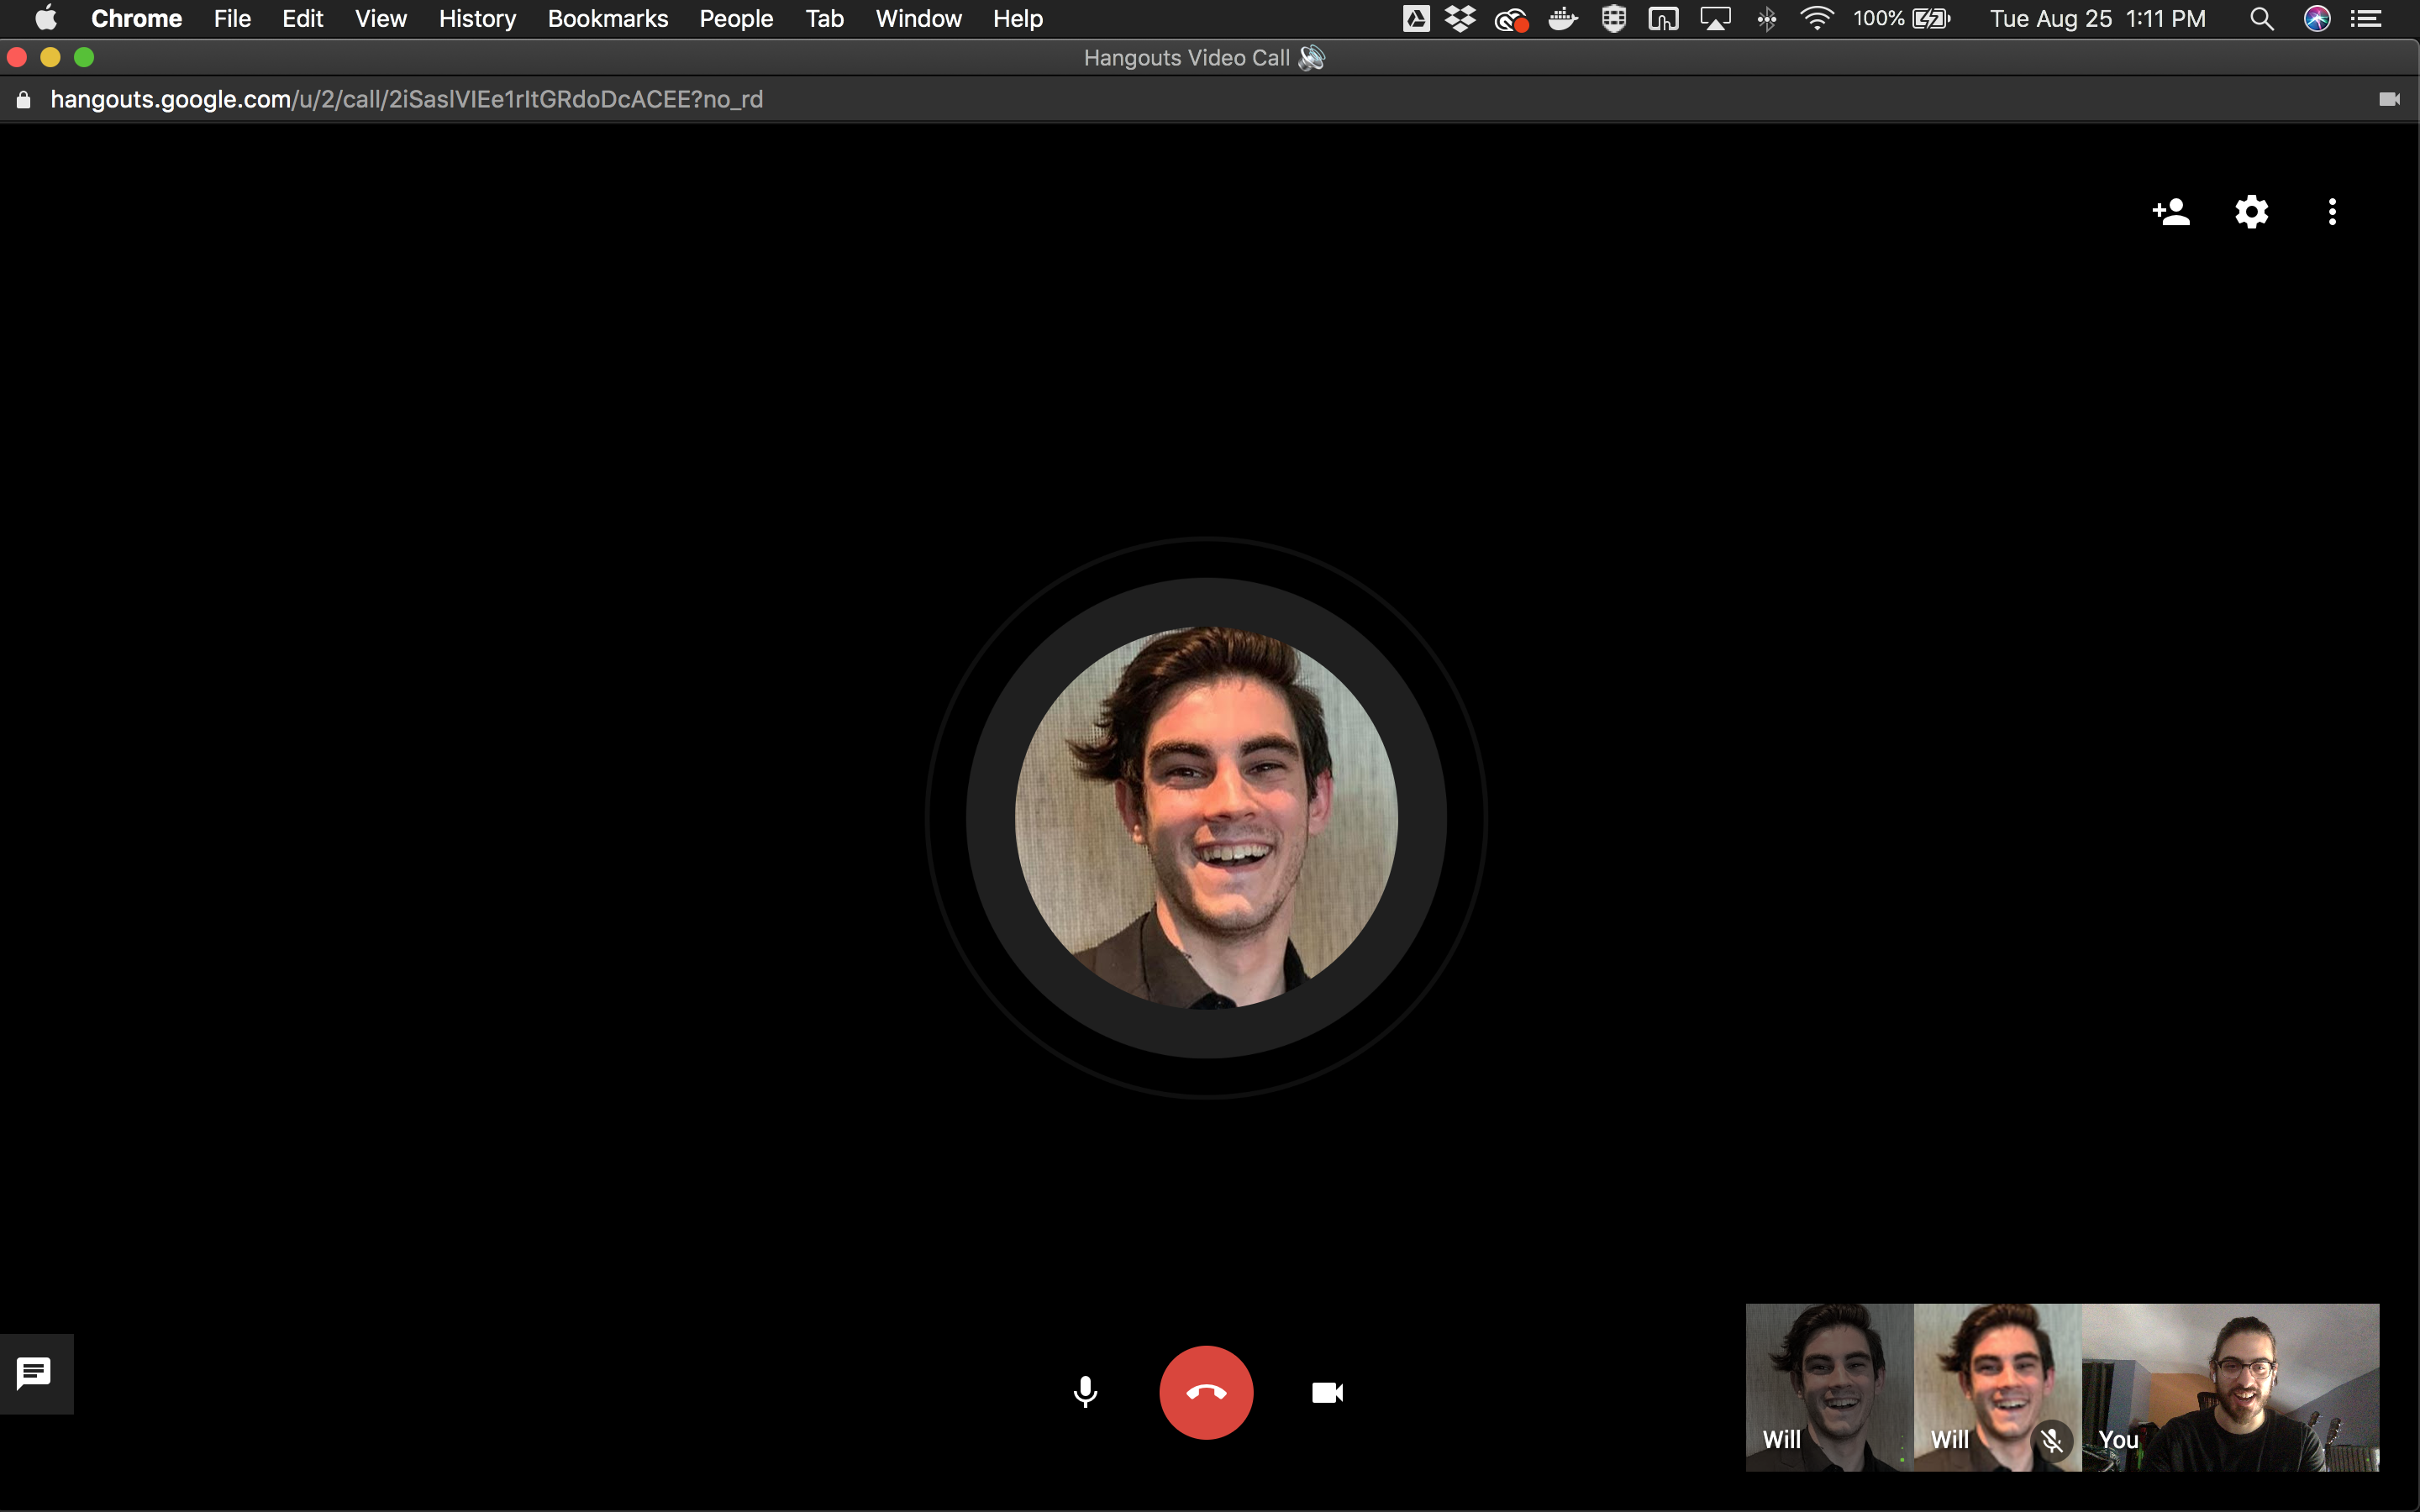 Chrome File Edit View History Bookmarks People Tab Window Help 100% Tue Aug 25 1:11 PM
Hangouts Video Call
hangouts.google.com/u/2/call/2iSaslVIEe1rItGRdoDcACEE?no_rd
Will Will You